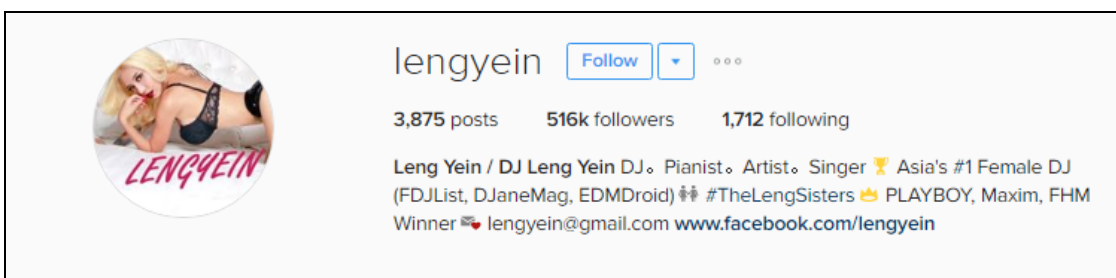 lengyein Follow
3,875 posts 516k followers 1,712 following
Leng Yein / DJ Leng Yein DJ。Pianist。Artist。Singer 🏆 Asia's #1 Female DJ
(FDJList, DJaneMag, EDMDroid) 👭 #TheLengSisters 👑 PLAYBOY, Maxim, FHM
Winner 💌 lengyein@gmail.com www.facebook.com/lengyein
LENGYEIN